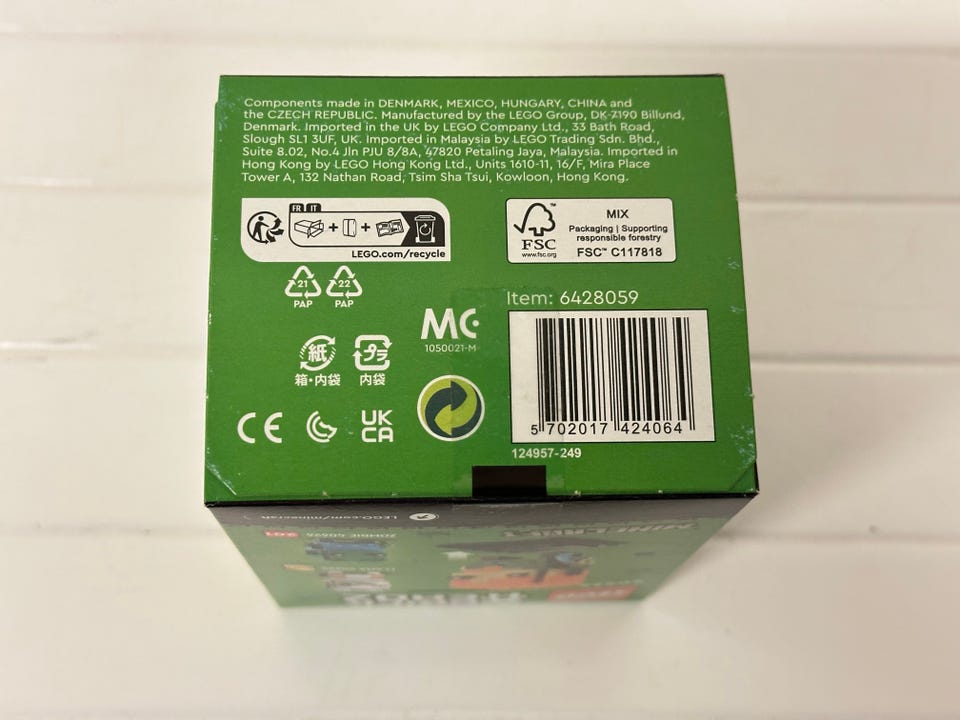 Components made in DENMARK, MEXICO, HUNGARY, CHINA and
the CZECH REPUBLIC. Manufactured by the LEGO Group, DK-7190 Billund,
Denmark. Imported in the UK by LEGO Company Ltd., 33 Bath Road,
Slough SL1 3UF, UK. Imported in Malaysia by LEGO Trading Sdn. Bhd.,
Suite 8.02, No.4 Jln PJU 8/8A, 47820 Petaling Jaya, Malaysia. Imported in
Hong Kong by LEGO Hong Kong Ltd., Units 1610-11, 16/F, Mira Place
Tower A, 132 Nathan Road, Tsim Sha Tsui, Kowloon, Hong Kong.
FR IT
LEGO.com/recycle
FSC
www.fsc.org
MIX
Packaging | Supporting
responsible forestry
FSC™ C117818
21 PAP
22 PAP
Item: 6428059
MC
1050021-M
紙
箱・内袋
プラ
内袋
CE
UK
CA
5 702017 424064
124957-249
LEGO.com/minecraft
MINECRAFT
ZOMBIE
201